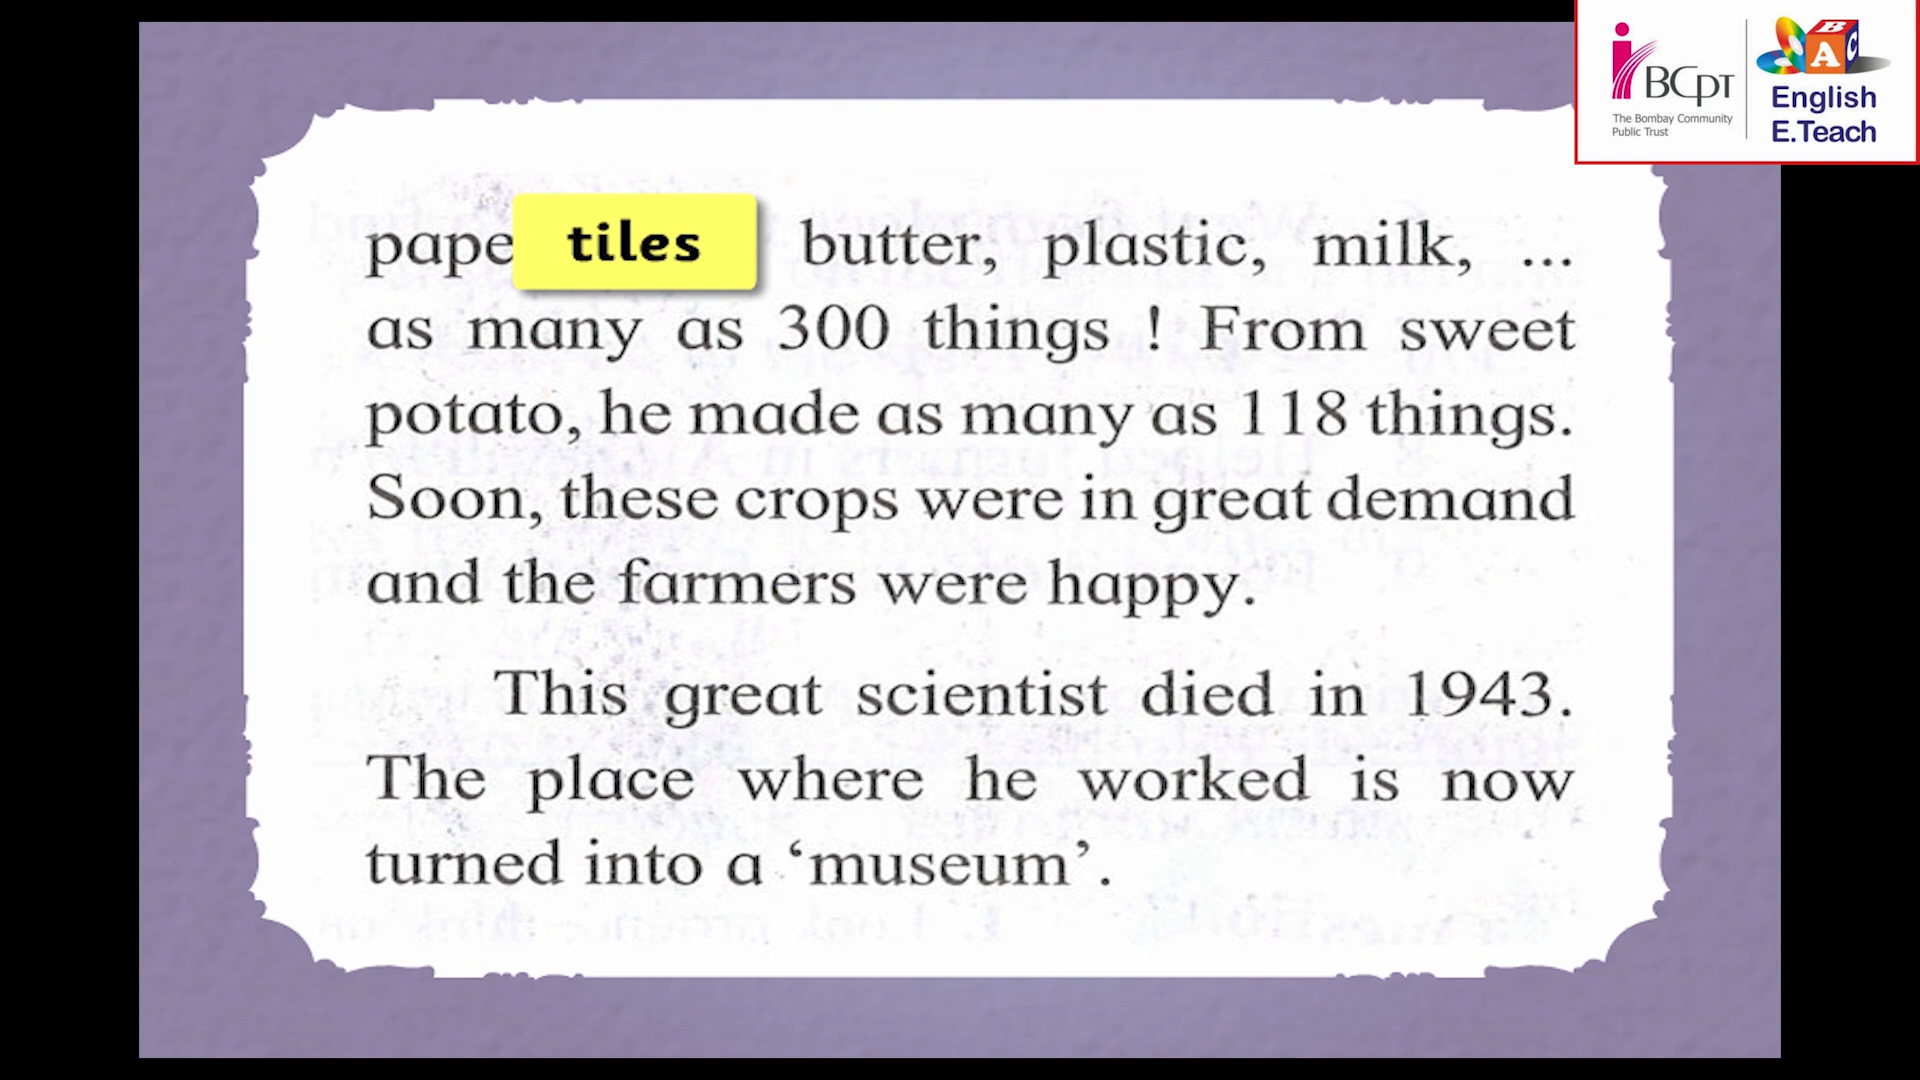 BCPT
The Bombay Community
Public Trust
B
A C
English
E.Teach
pape tiles butter, plastic, milk, ...
as many as 300 things ! From sweet
potato, he made as many as 118 things.
Soon, these crops were in great demand
and the farmers were happy.
This great scientist died in 1943.
The place where he worked is now
turned into a ‘museum’.